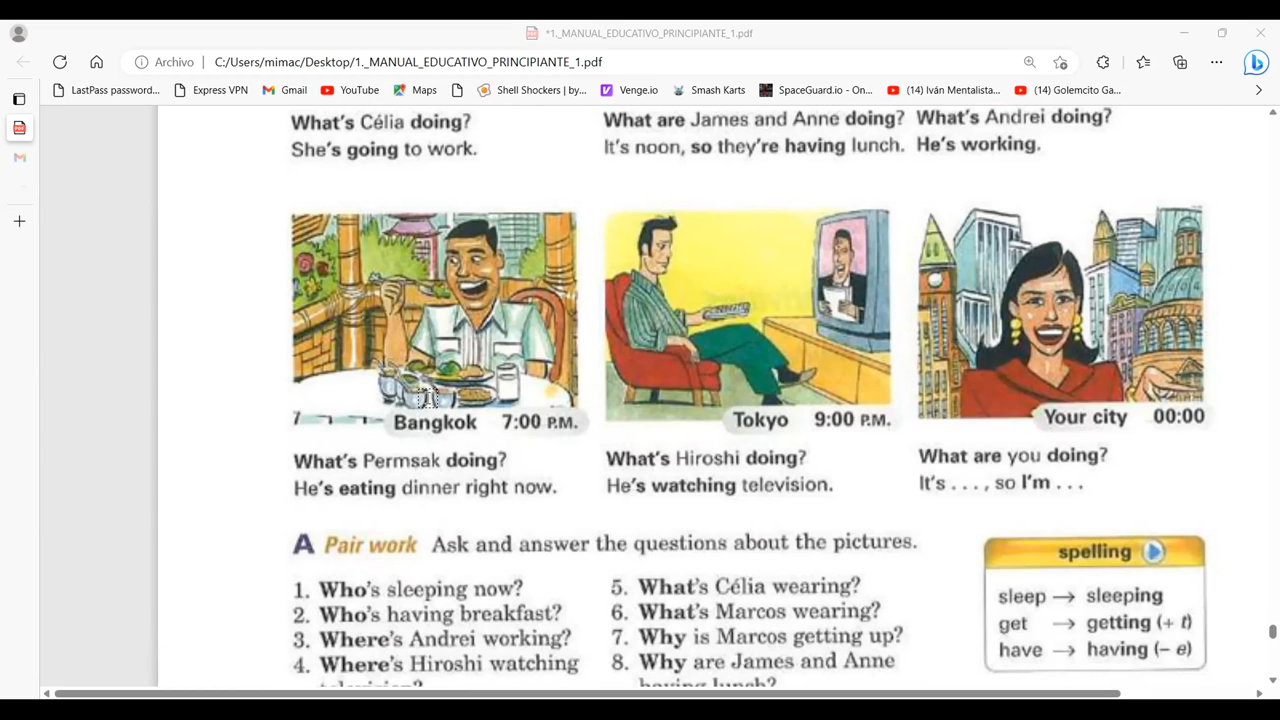 *1._MANUAL_EDUCATIVO_PRINCIPIANTE_1.pdf
Archivo C:/Users/mimac/Desktop/1._MANUAL_EDUCATIVO_PRINCIPIANTE_1.pdf
LastPass password... Express VPN Gmail YouTube Maps Shell Shockers | by... Venge.io Smash Karts SpaceGuard.io - On... (14) Iván Mentalista... (14) Golemcito Ga...
What's Célia doing?
She's going to work.
What are James and Anne doing?
It's noon, so they're having lunch.
What's Andrei doing?
He's working.
Bangkok 7:00 P.M.
What's Permsak doing?
He's eating dinner right now.
Tokyo 9:00 P.M.
What's Hiroshi doing?
He's watching television.
Your city 00:00
What are you doing?
It's . . . , so I'm . . .
A Pair work Ask and answer the questions about the pictures.
1. Who's sleeping now?
2. Who's having breakfast?
3. Where's Andrei working?
4. Where's Hiroshi watching
television?
5. What's Célia wearing?
6. What's Marcos wearing?
7. Why is Marcos getting up?
8. Why are James and Anne
having lunch?
spelling
sleep → sleeping
get → getting (+ t)
have → having (– e)